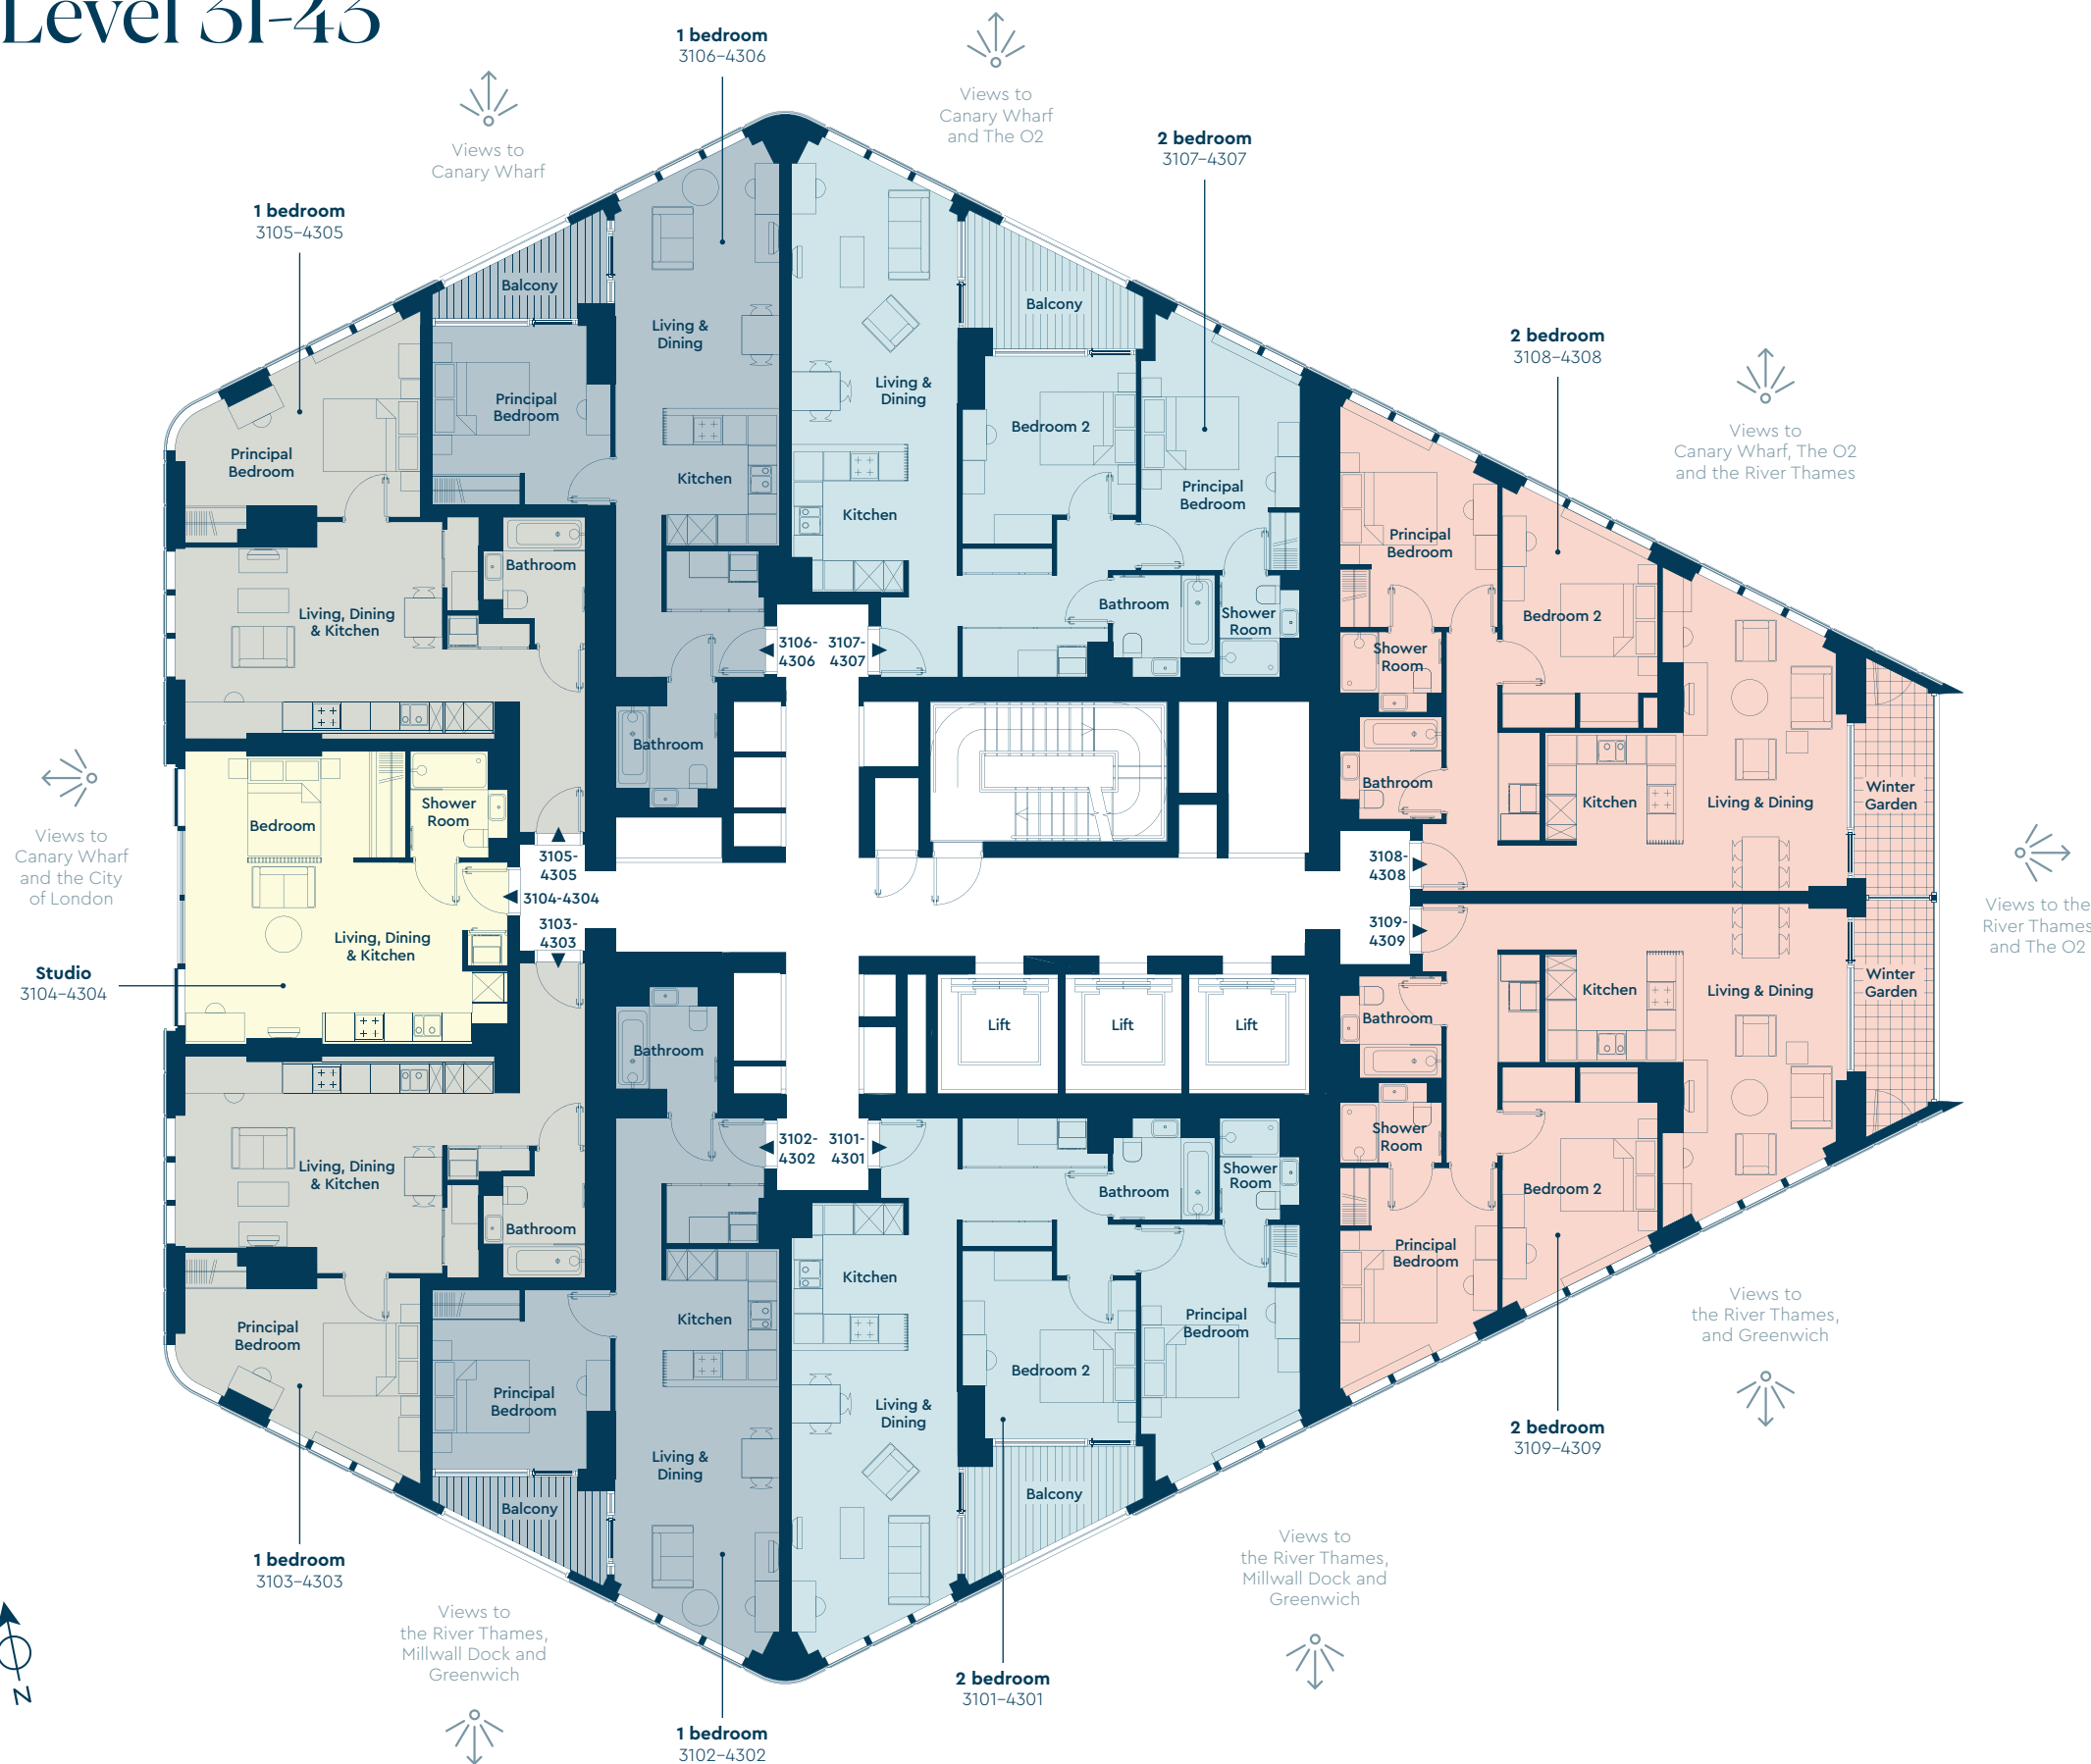 Level 31-43
1 bedroom
3106-4306
Views to
Canary Wharf
and The O2
Views to
Canary Wharf
2 bedroom
3107-4307
1 bedroom
3105-4305
Balcony
Balcony
Living &
Dining
2 bedroom
3108-4308
Living &
Dining
Principal
Bedroom
Bedroom 2
Views to
Canary Wharf, The O2
and the River Thames
Principal
Bedroom
Kitchen
Principal
Bedroom
Kitchen
Principal
Bedroom
Bathroom
Living, Dining
& Kitchen
Bathroom
Shower
Room
Bedroom 2
3106-
4306
3107-
4307
Shower
Room
Bathroom
Bathroom
Winter
Garden
Kitchen
Living & Dining
Bedroom
Shower
Room
Views to
Canary Wharf
and the City
of London
3105-
4305
3104-4304
3103-
4303
3108-
4308
3109-
4309
Views to the
River Thames
and The O2
Living, Dining
& Kitchen
Studio
3104-4304
Winter
Garden
Kitchen
Living & Dining
Lift
Lift
Lift
Bathroom
Bathroom
3102-
4302
3101-
4301
Shower
Room
Living, Dining
& Kitchen
Bathroom
Shower
Room
Bedroom 2
Bathroom
Principal
Bedroom
Kitchen
Kitchen
Principal
Bedroom
Principal
Bedroom
Views to
the River Thames,
and Greenwich
Bedroom 2
Principal
Bedroom
Living &
Dining
2 bedroom
3109-4309
Living &
Dining
Balcony
Balcony
1 bedroom
3103-4303
Views to
the River Thames,
Millwall Dock and
Greenwich
Views to
the River Thames,
Millwall Dock and
Greenwich
2 bedroom
3101-4301
N
1 bedroom
3102-4302